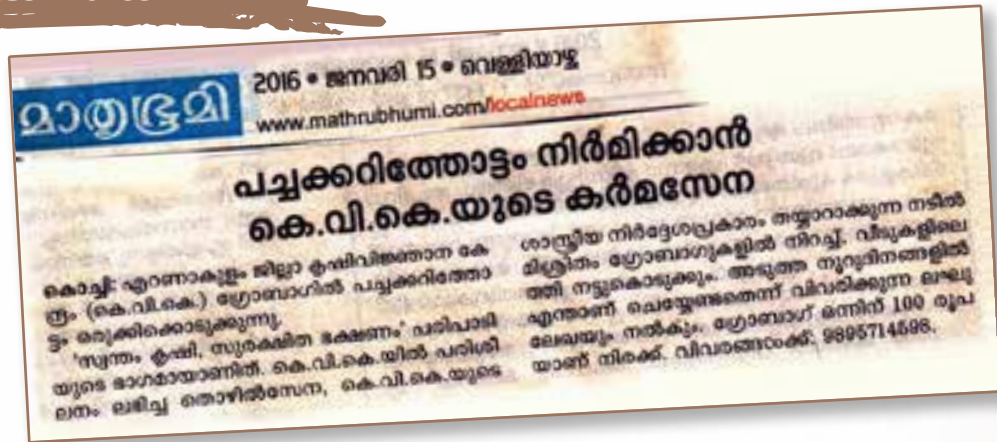 മാതൃഭൂമി
2016 • ജനവരി 15 • വെള്ളിയാഴ്ച
www.mathrubhumi.com/localnews
പച്ചക്കറിത്തോട്ടം നിർമിക്കാൻ
കെ.വി.കെ.യുടെ കർമസേന
കൊച്ചി: എറണാകുളം ജില്ലാ കൃഷിവിജ്ഞാന കേ
ന്ദ്രം (കെ.വി.കെ.) ഗ്രോബാഗിൽ പച്ചക്കറിത്തോ
ട്ടം ഒരുക്കിക്കൊടുക്കുന്നു.
'സ്വന്തം കൃഷി, സുരക്ഷിത ഭക്ഷണം' പരിപാടി
യുടെ ഭാഗമായാണിത്. കെ.വി.കെ.യിൽ പരിശീ
ലനം ലഭിച്ച തൊഴിൽസേന, കെ.വി.കെ.യുടെ
ശാസ്ത്രീയ നിർദ്ദേശപ്രകാരം തയ്യാറാക്കുന്ന നടീൽ
മിശ്രിതം ഗ്രോബാഗുകളിൽ നിറച്ച്, വീടുകളിലെ
ത്തി നട്ടുകൊടുക്കും. അടുത്ത നൂറുദിനങ്ങളിൽ
എന്താണ് ചെയ്യേണ്ടതെന്ന് വിവരിക്കുന്ന ലഘു
ലേഖയും നൽകും. ഗ്രോബാഗ് ഒന്നിന് 100 രൂപ
യാണ് നിരക്ക്. വിവരങ്ങൾക്ക്: 9895714598.